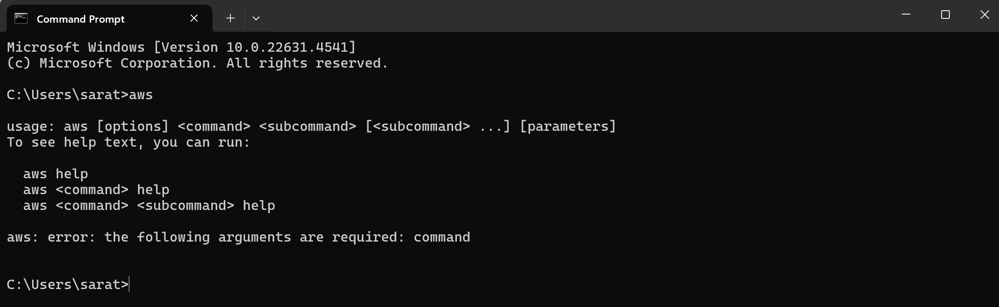 Command Prompt
Microsoft Windows [Version 10.0.22631.4541]
(c) Microsoft Corporation. All rights reserved.
C:\Users\sarat>aws
usage: aws [options] <command> <subcommand> [<subcommand> ...] [parameters]
To see help text, you can run:
  aws help
  aws <command> help
  aws <command> <subcommand> help
aws: error: the following arguments are required: command
C:\Users\sarat>